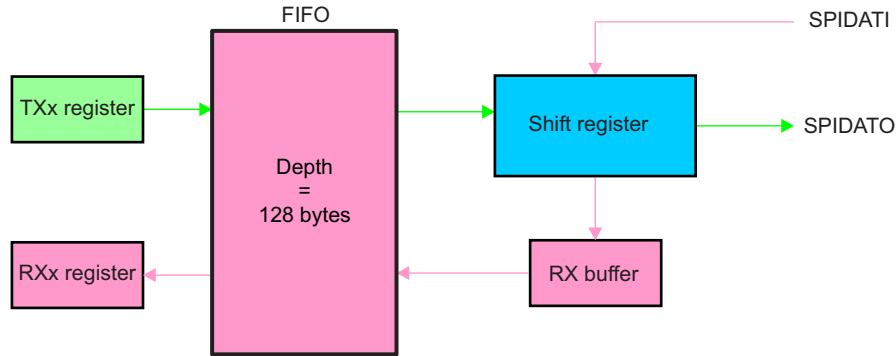 FIFO
SPIDATI
TXx register
Shift register
SPIDATO
Depth
=
128 bytes
RXx register
RX buffer